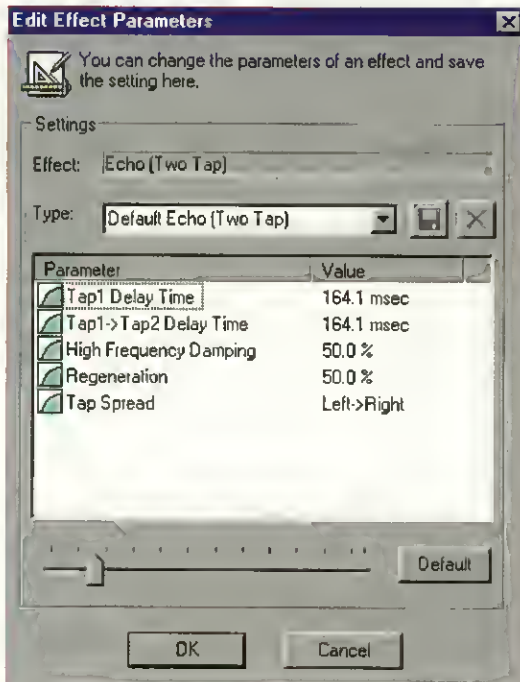 Edit Effect Parameters
You can change the parameters of an effect and save
the setting here.
Settings
Effect: Echo (Two Tap)
Type: Default Echo (Two Tap)
Parameter Value
Tap1 Delay Time 164.1 msec
Tap1->Tap2 Delay Time 164.1 msec
High Frequency Damping 50.0 %
Regeneration 50.0 %
Tap Spread Left->Right
Default
OK Cancel